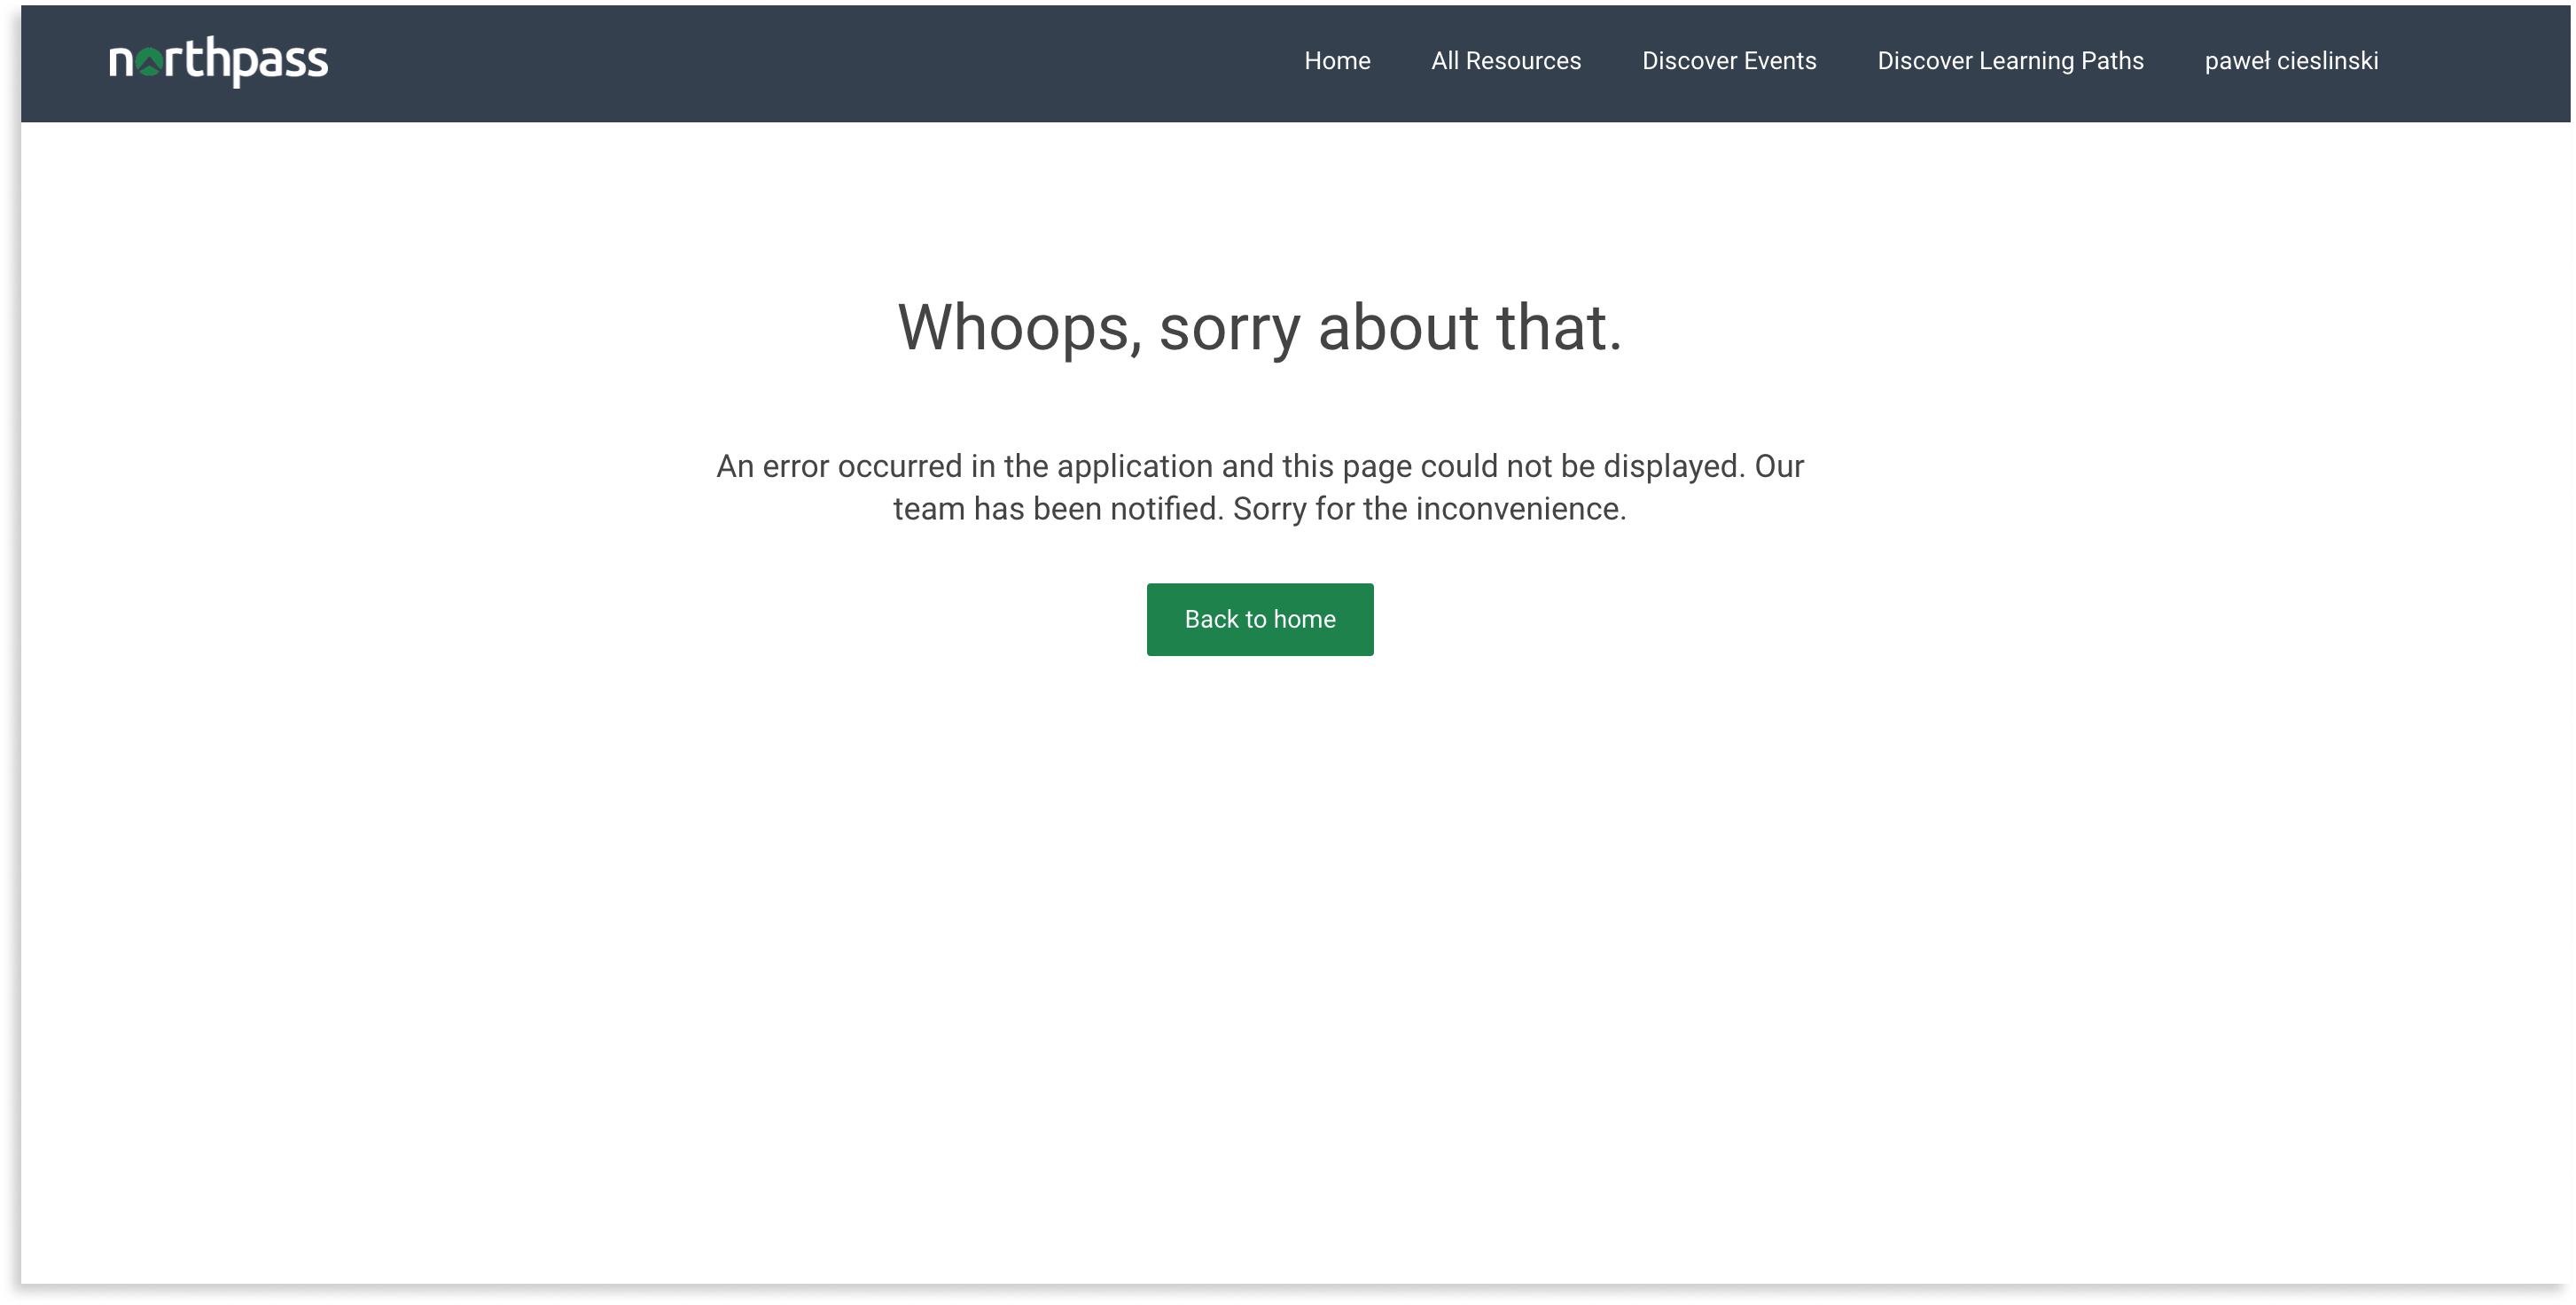 northpass
Home
All Resources
Discover Events
Discover Learning Paths
paweł cieslinski
Whoops, sorry about that.
An error occurred in the application and this page could not be displayed. Our
team has been notified. Sorry for the inconvenience.
Back to home